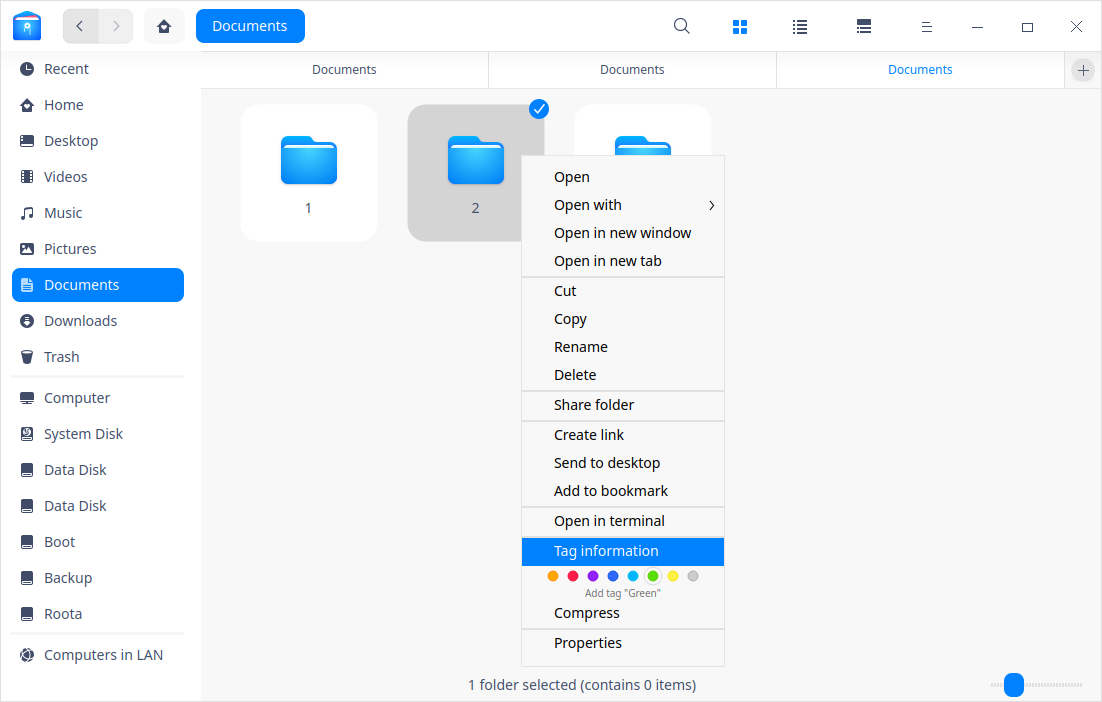 Documents
Recent
Home
Desktop
Videos
Music
Pictures
Documents
Downloads
Trash
Computer
System Disk
Data Disk
Data Disk
Boot
Backup
Roota
Computers in LAN
Documents
Documents
Documents
1
2
Open
Open with
Open in new window
Open in new tab
Cut
Copy
Rename
Delete
Share folder
Create link
Send to desktop
Add to bookmark
Open in terminal
Tag information
Add tag "Green"
Compress
Properties
1 folder selected (contains 0 items)